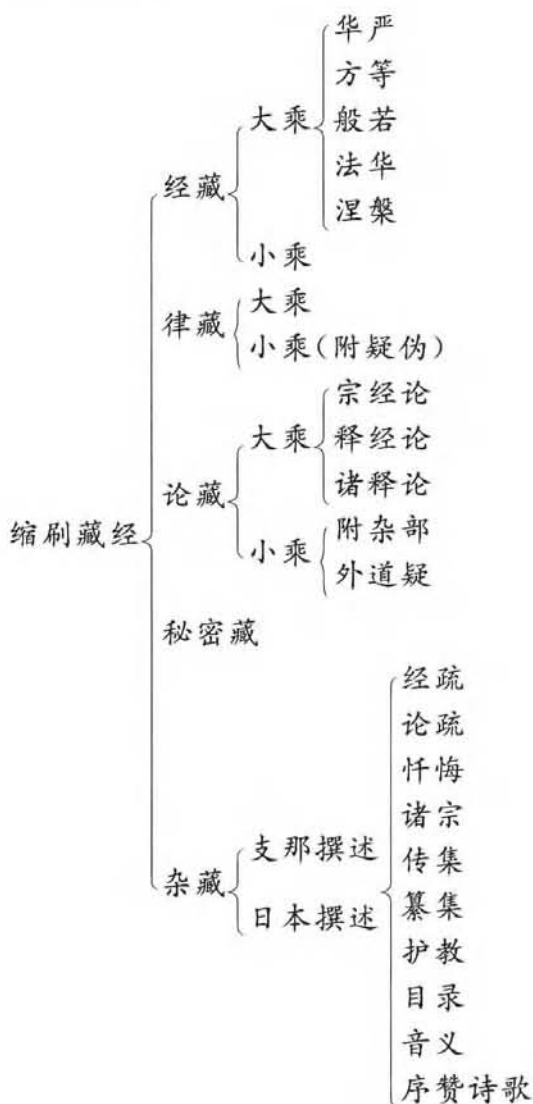 华严
方等
大乘
般若
法华
经藏
涅槃
小乘
大乘
律藏
小乘（附疑伪）
宗经论
大乘
释经论
诸释论
论藏
附杂部
缩刷藏经
小乘
外道疑
秘密藏
经疏
论疏
忏悔
诸宗
支那撰述
传集
杂藏
纂集
日本撰述
护教
目录
音义
序赞诗歌